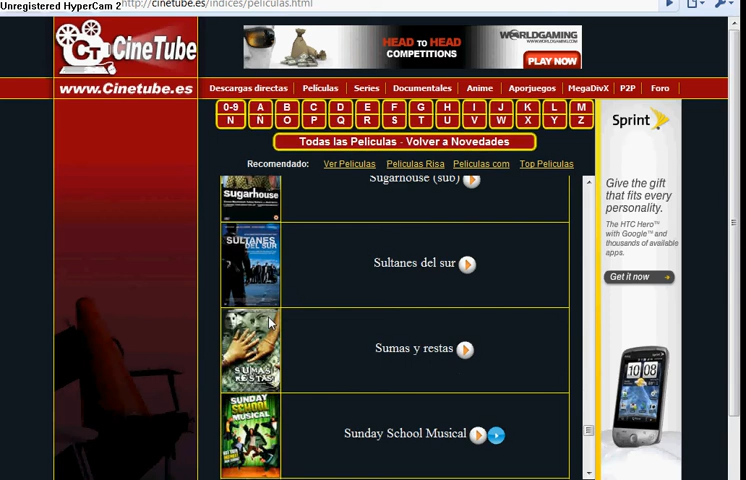 Unregistered HyperCam 2
http://cinetube.es/indices/peliculas.html
CT CineTube
www.Cinetube.es
HEAD TO HEAD
COMPETITIONS
WORLDGAMING
PLAY NOW
Descargas directas
Películas
Series
Documentales
Anime
Aporjuegos
MegaDivX
P2P
Foro
0-9 A B C D E F G H I J K L M
N Ñ O P Q R S T U V W X Y Z
Todas las Peliculas - Volver a Novedades
Recomendado: Ver Peliculas Peliculas Risa Peliculas com Top Peliculas
sugarhouse
Sugarhouse (sub)
SULTANES
DEL SUR
Sultanes del sur
SUMAS
RESTAS
Sumas y restas
SUNDAY
SCHOOL
MUSICAL
Sunday School Musical
Sprint
Give the gift
that fits every
personality.
The HTC Hero™
with Google™ and
thousands of available
apps.
Get it now
10 08